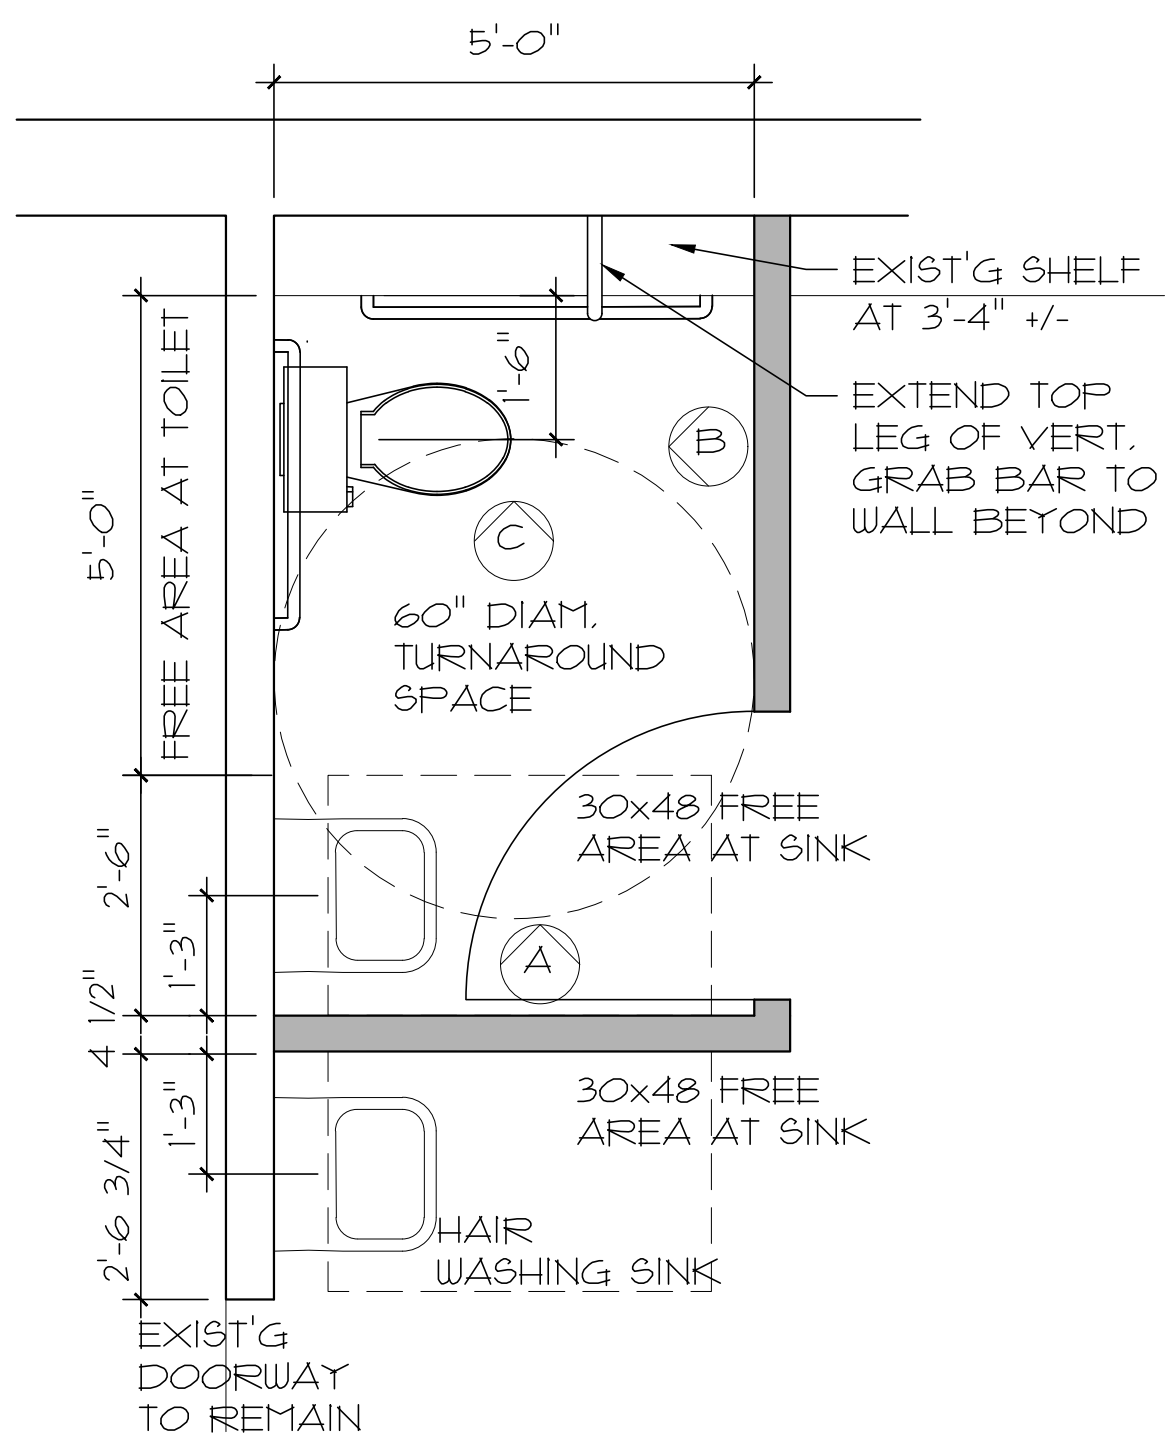 5'-0"
EXIST'G SHELF
AT 3'-4" +/-
EXTEND TOP
LEG OF VERT.
GRAB BAR TO
WALL BEYOND
1'-6"
B
C
5'-0"
FREE AREA AT TOILET
60" DIAM.
TURNAROUND
SPACE
30x48 FREE
AREA AT SINK
2'-6"
1'-3"
A
4 1/2"
30x48 FREE
AREA AT SINK
1'-3"
2'-6 3/4"
HAIR
WASHING SINK
EXIST'G
DOORWAY
TO REMAIN